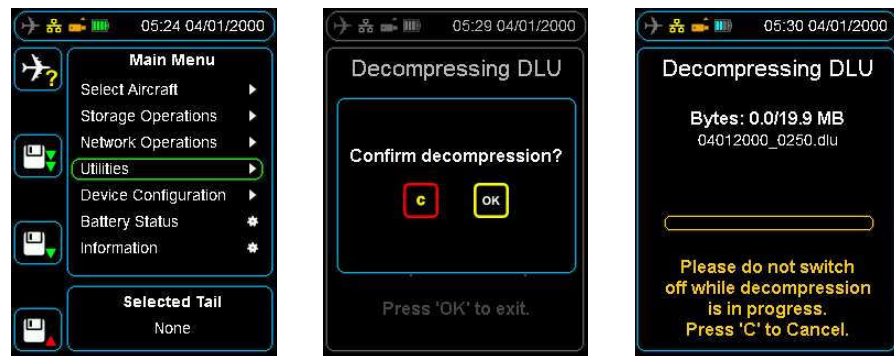 05:24 04/01/2000
Main Menu
Select Aircraft
Storage Operations
Network Operations
Utilities
Device Configuration
Battery Status
Information
Selected Tail
None
05:29 04/01/2000
Decompressing DLU
Confirm decompression?
C OK
Press 'OK' to exit.
05:30 04/01/2000
Decompressing DLU
Bytes: 0.0/19.9 MB
04012000_0250.dlu
Please do not switch
off while decompression
is in progress.
Press 'C' to Cancel.